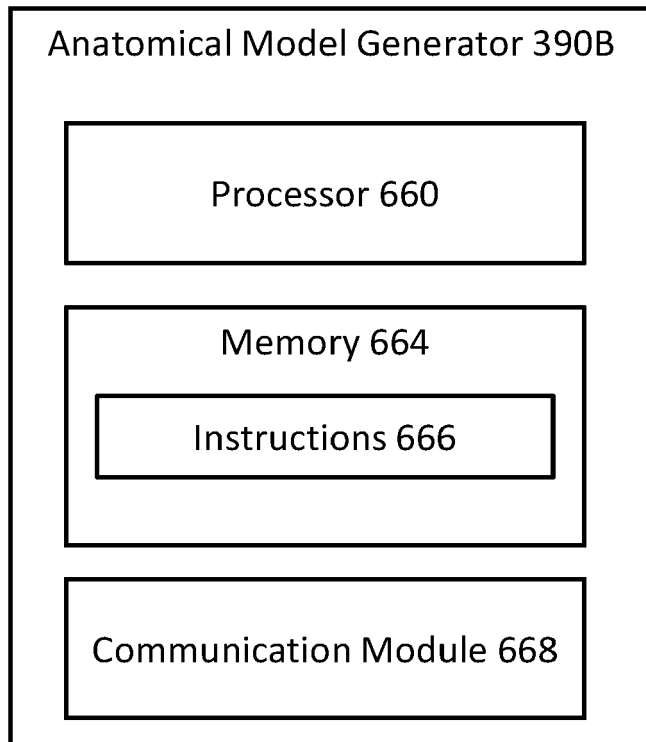 Anatomical Model Generator 390B
Processor 660
Memory 664
Instructions 666
Communication Module 668